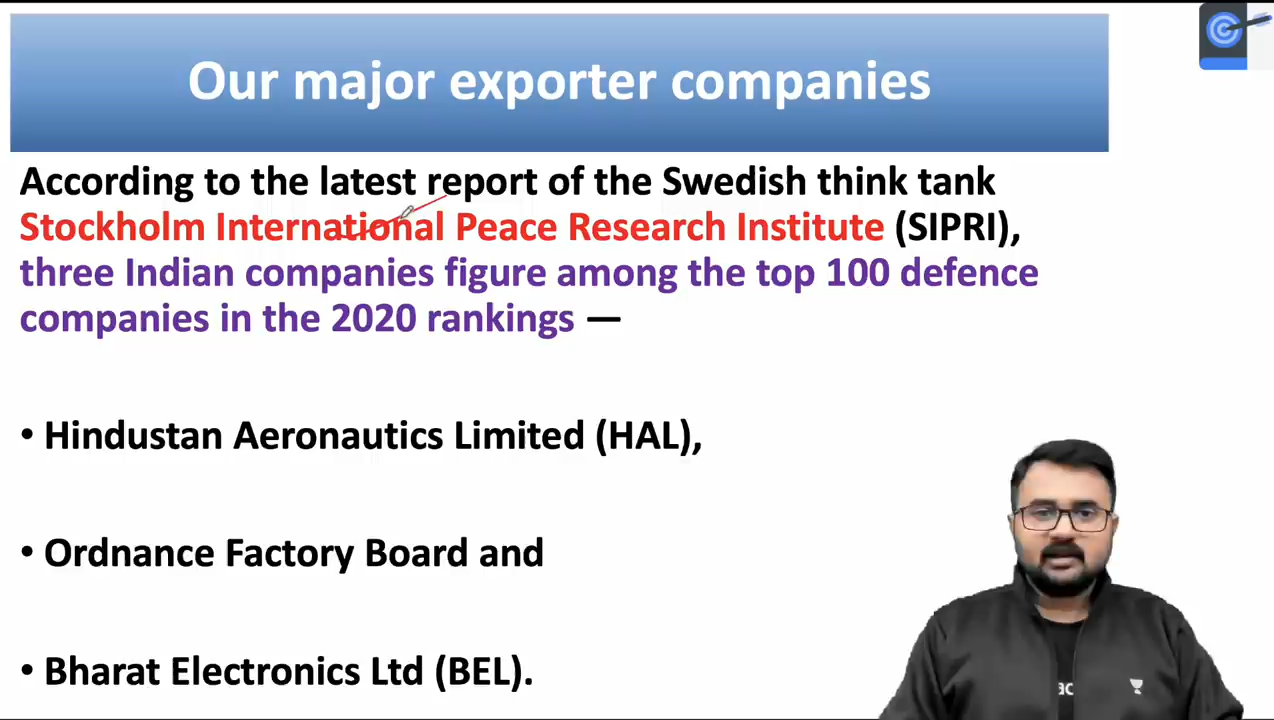 Our major exporter companies
According to the latest report of the Swedish think tank
Stockholm International Peace Research Institute (SIPRI),
three Indian companies figure among the top 100 defence
companies in the 2020 rankings —
• Hindustan Aeronautics Limited (HAL),
• Ordnance Factory Board and
• Bharat Electronics Ltd (BEL).